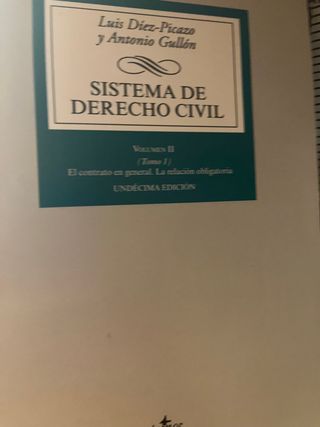 Luis Díez-Picazo
y Antonio Gullón
SISTEMA DE
DERECHO CIVIL
VOLUMEN II
(Tomo 1)
El contrato en general. La relación obligatoria
UNDÉCIMA EDICIÓN